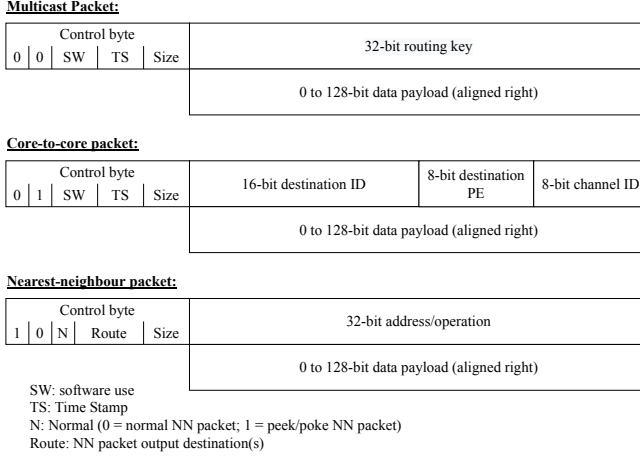 Multicast Packet:
Control byte
0 0 SW TS Size
32-bit routing key
0 to 128-bit data payload (aligned right)
Core-to-core packet:
Control byte
0 1 SW TS Size
16-bit destination ID
8-bit destination
PE
8-bit channel ID
0 to 128-bit data payload (aligned right)
Nearest-neighbour packet:
Control byte
1 0 N Route Size
32-bit address/operation
0 to 128-bit data payload (aligned right)
SW: software use
TS: Time Stamp
N: Normal (0 = normal NN packet; 1 = peek/poke NN packet)
Route: NN packet output destination(s)